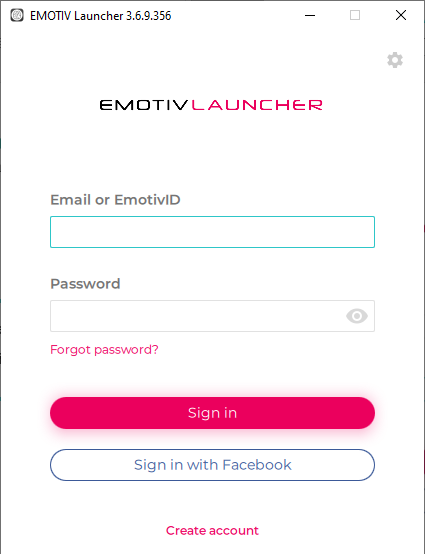 EMOTIV Launcher 3.6.9.356
EMOTIVLAUNCHER
Email or EmotivID
Password
Forgot password?
Sign in
Sign in with Facebook
Create account